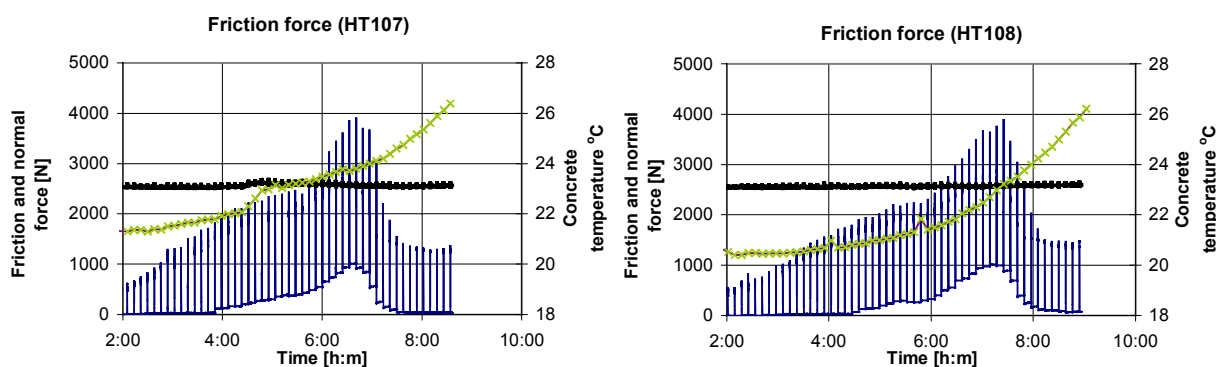 Friction force (HT107)
Friction and normal
force [N]
5000
4000
3000
2000
1000
0
28
26
24
22
20
18
Concrete
temperature °C
2:00 4:00 6:00 8:00 10:00
Time [h:m]
Friction force (HT108)
Friction and normal
force [N]
5000
4000
3000
2000
1000
0
28
26
24
22
20
18
Concrete
temperature °C
2:00 4:00 6:00 8:00 10:00
Time [h:m]